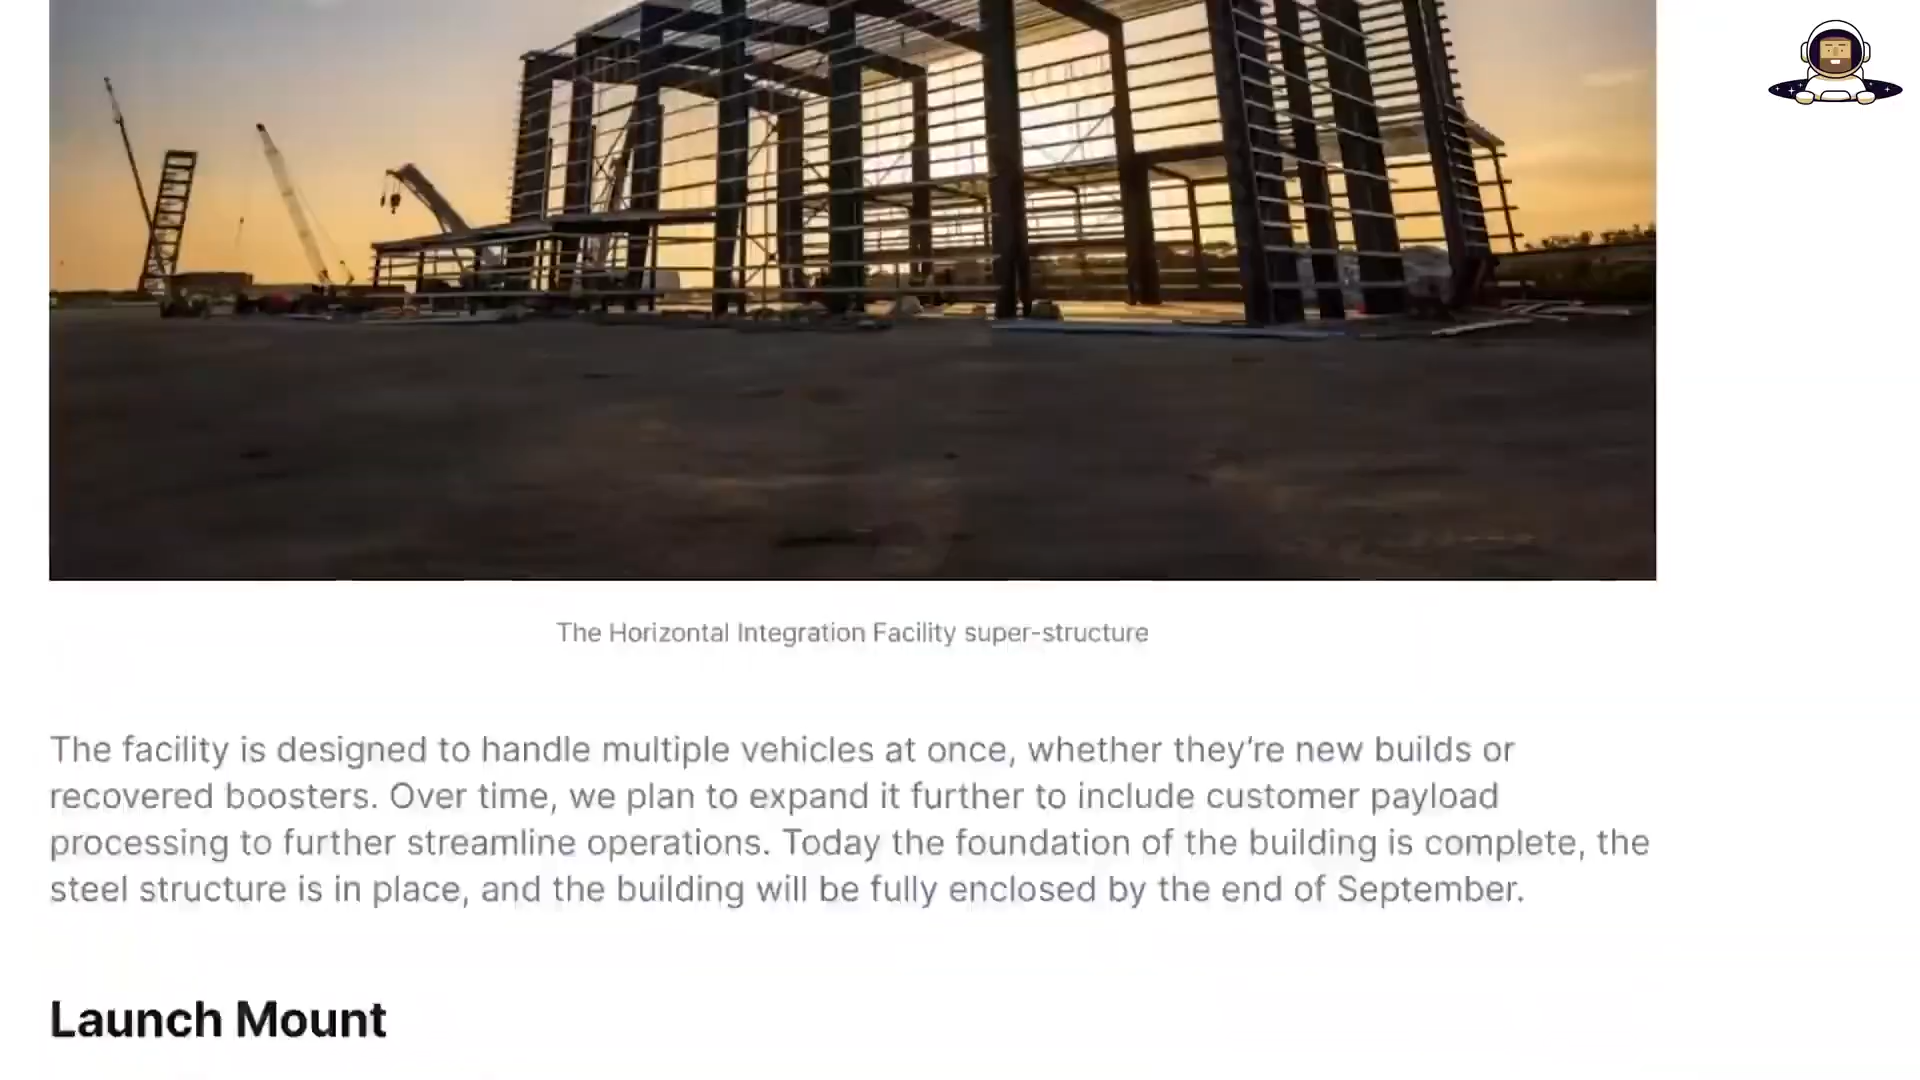 The Horizontal Integration Facility super-structure
The facility is designed to handle multiple vehicles at once, whether they’re new builds or
recovered boosters. Over time, we plan to expand it further to include customer payload
processing to further streamline operations. Today the foundation of the building is complete, the
steel structure is in place, and the building will be fully enclosed by the end of September.
Launch Mount